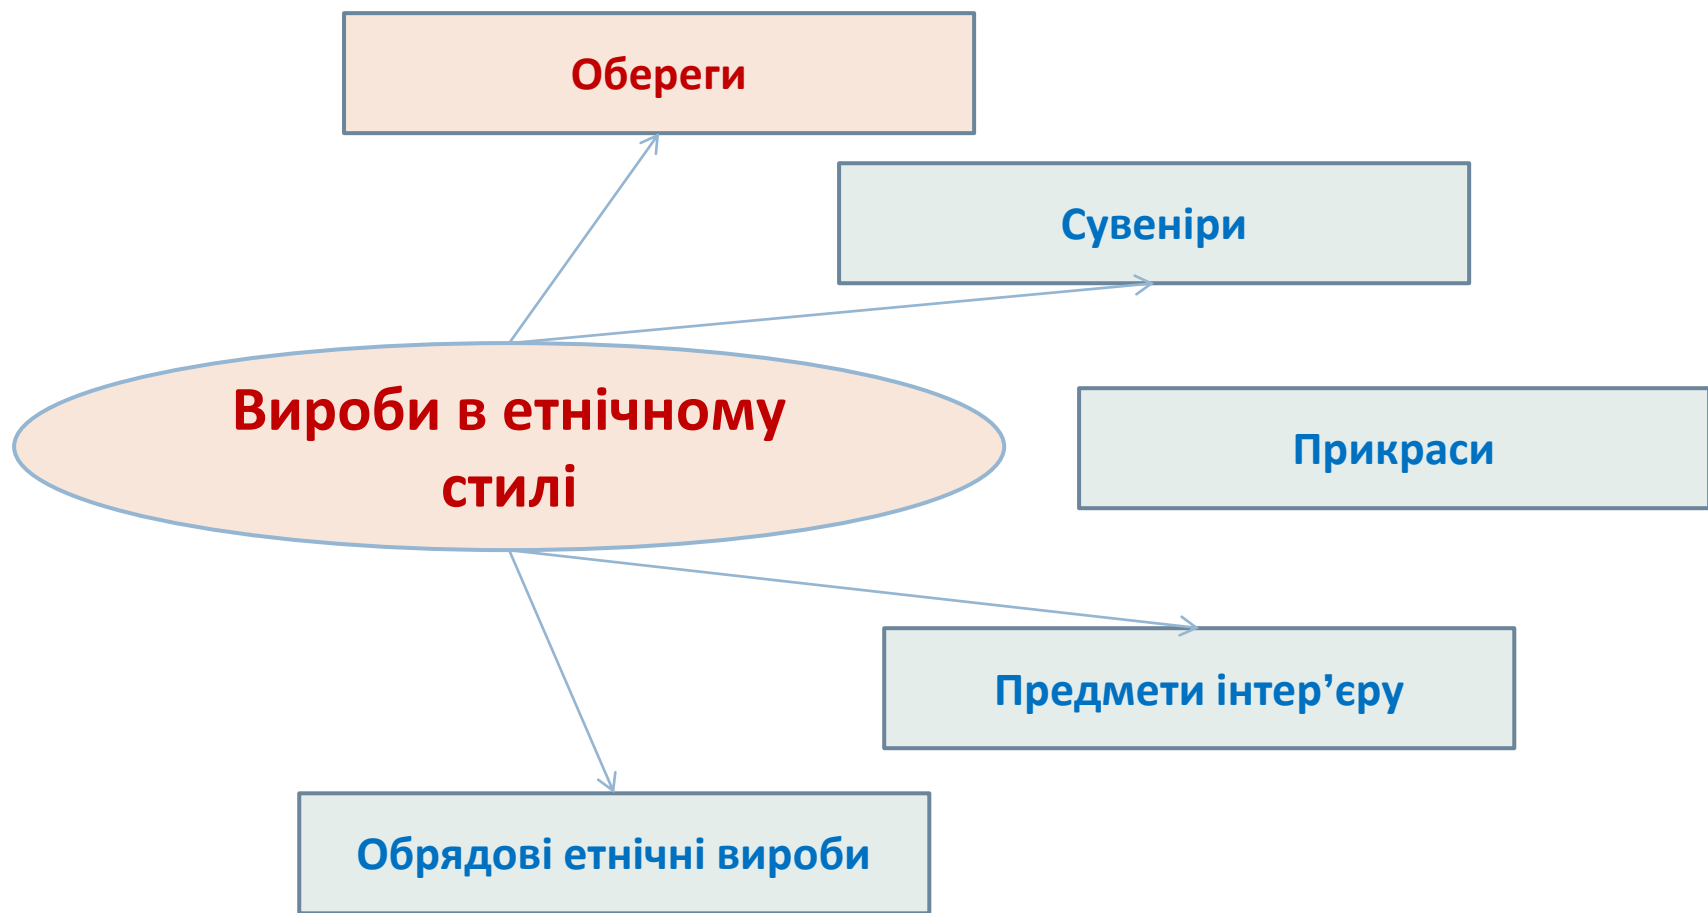 Обереги
Сувеніри
Вироби в етнічному
стилі
Прикраси
Предмети інтер’єру
Обрядові етнічні вироби